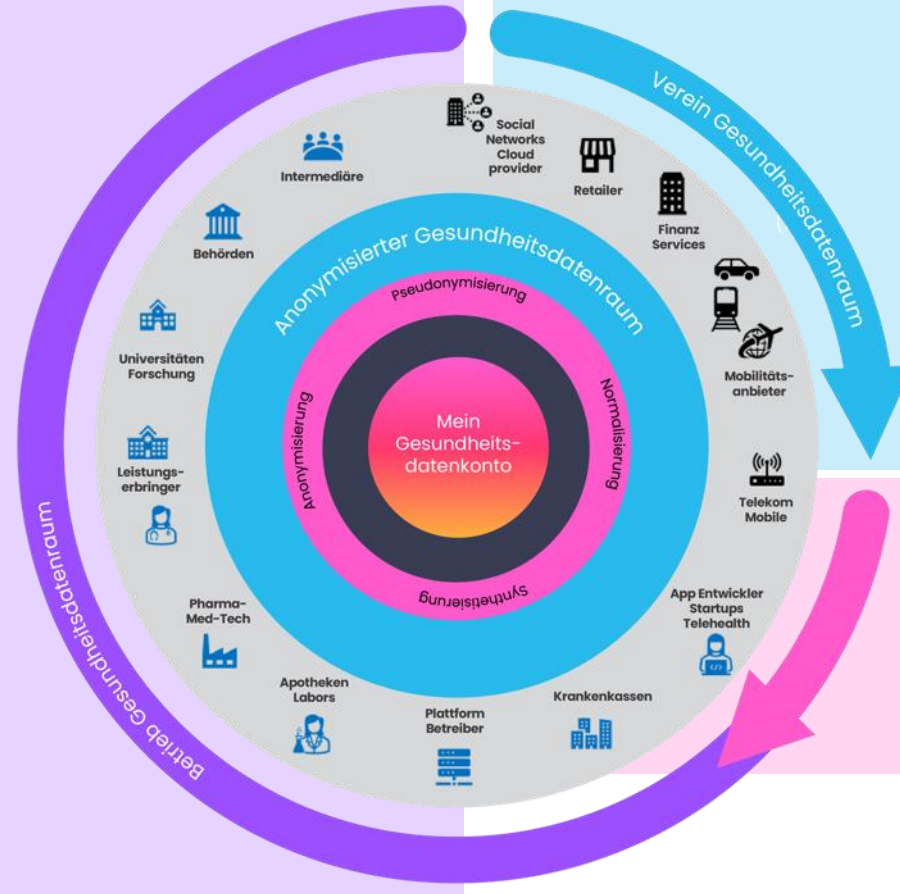 Verein Gesundheitsdatenraum
Social
Networks
Cloud
provider
Retailer
Finanz
Services
Mobilitäts-
anbieter
Telekom
Mobile
App Entwickler
Startups
Telehealth
Krankenkassen
Plattform
Betreiber
Apotheken
Labors
Pharma-
Med-Tech
Leistungs-
erbringer
Universitäten
Forschung
Behörden
Intermediäre
Anonymisierter Gesundheitsdatenraum
Pseudonymisierung
Normalisierung
Synthetisierung
Anonymisierung
Mein
Gesundheits-
datenkonto
Betrieb Gesundheitsdatenraum